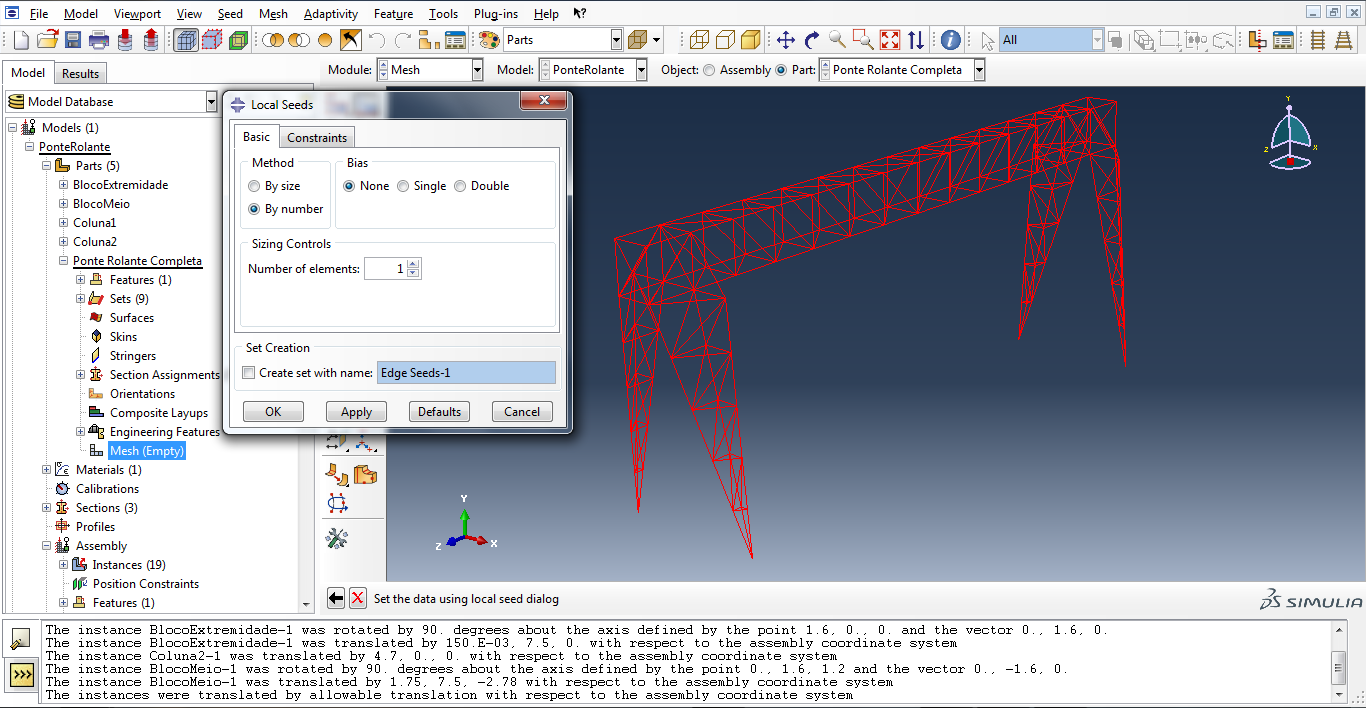 File Model Viewport View Seed Mesh Adaptivity Feature Tools Plug-ins Help
Parts All
Model Results Module: Mesh Model: PonteRolante Object: Assembly Part: Ponte Rolante Completa
Model Database
Models (1)
PonteRolante
Parts (5)
BlocoExtremidade
BlocoMeio
Coluna1
Coluna2
Ponte Rolante Completa
Features (1)
Sets (9)
Surfaces
Skins
Stringers
Section Assignments
Orientations
Composite Layups
Engineering Features
Mesh (Empty)
Materials (1)
Calibrations
Sections (3)
Profiles
Assembly
Instances (19)
Position Constraints
Features (1)
Local Seeds
Basic Constraints
Method Bias
By size None Single Double
By number
Sizing Controls
Number of elements: 1
Set Creation
Create set with name: Edge Seeds-1
OK Apply Defaults Cancel
Y
Z X
Y
Z X
Set the data using local seed dialog
SIMULIA
The instance BlocoExtremidade-1 was rotated by 90. degrees about the axis defined by the point 1.6, 0., 0. and the vector 0., 1.6, 0.
The instance BlocoExtremidade-1 was translated by 150.E-03, 7.5, 0. with respect to the assembly coordinate system
The instance Coluna2-1 was translated by 4.7, 0., 0. with respect to the assembly coordinate system
The instance BlocoMeio-1 was rotated by 90. degrees about the axis defined by the point 0., 1.6, 1.2 and the vector 0., -1.6, 0.
The instance BlocoMeio-1 was translated by 1.75, 7.5, -2.78 with respect to the assembly coordinate system
The instances were translated by allowable translation with respect to the assembly coordinate system